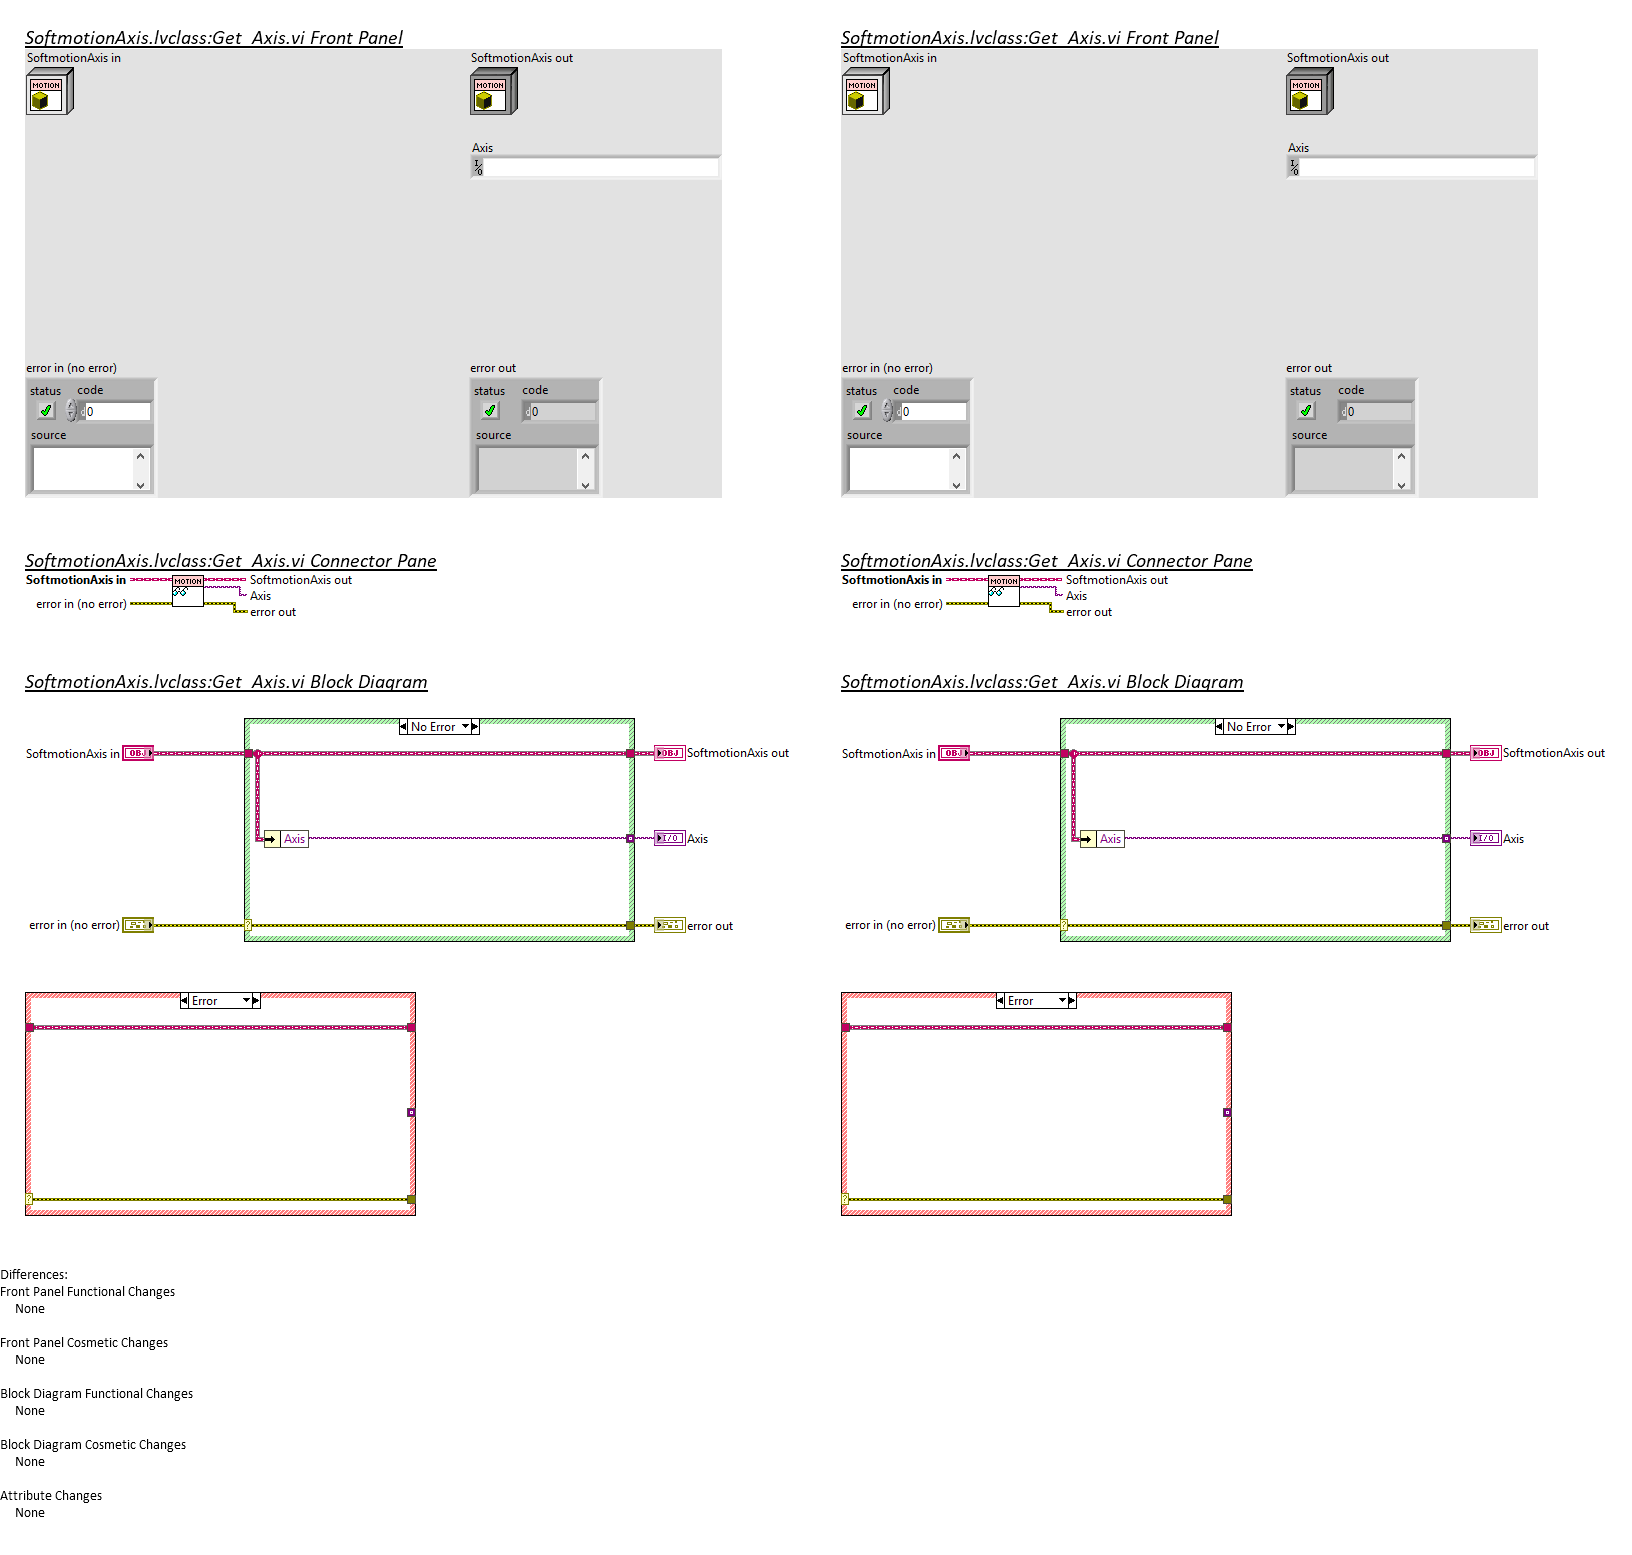 SoftmotionAxis.lvclass:Get_Axis.vi Front Panel
SoftmotionAxis in
SoftmotionAxis out
MOTION
MOTION
Axis
I/O
error in (no error)
error out
status code
status code
d 0
d 0
source
source
SoftmotionAxis.lvclass:Get_Axis.vi Front Panel
SoftmotionAxis in
SoftmotionAxis out
MOTION
MOTION
Axis
I/O
error in (no error)
error out
status code
status code
d 0
d 0
source
source
SoftmotionAxis.lvclass:Get_Axis.vi Connector Pane
SoftmotionAxis in
MOTION
SoftmotionAxis out
Axis
error in (no error)
error out
SoftmotionAxis.lvclass:Get_Axis.vi Connector Pane
SoftmotionAxis in
MOTION
SoftmotionAxis out
Axis
error in (no error)
error out
SoftmotionAxis.lvclass:Get_Axis.vi Block Diagram
No Error
SoftmotionAxis in
OBJ
OBJ
SoftmotionAxis out
Axis
I/O
Axis
error in (no error)
?
error out
Error
?
SoftmotionAxis.lvclass:Get_Axis.vi Block Diagram
No Error
SoftmotionAxis in
OBJ
OBJ
SoftmotionAxis out
Axis
I/O
Axis
error in (no error)
?
error out
Error
?
Differences:
Front Panel Functional Changes
None
Front Panel Cosmetic Changes
None
Block Diagram Functional Changes
None
Block Diagram Cosmetic Changes
None
Attribute Changes
None